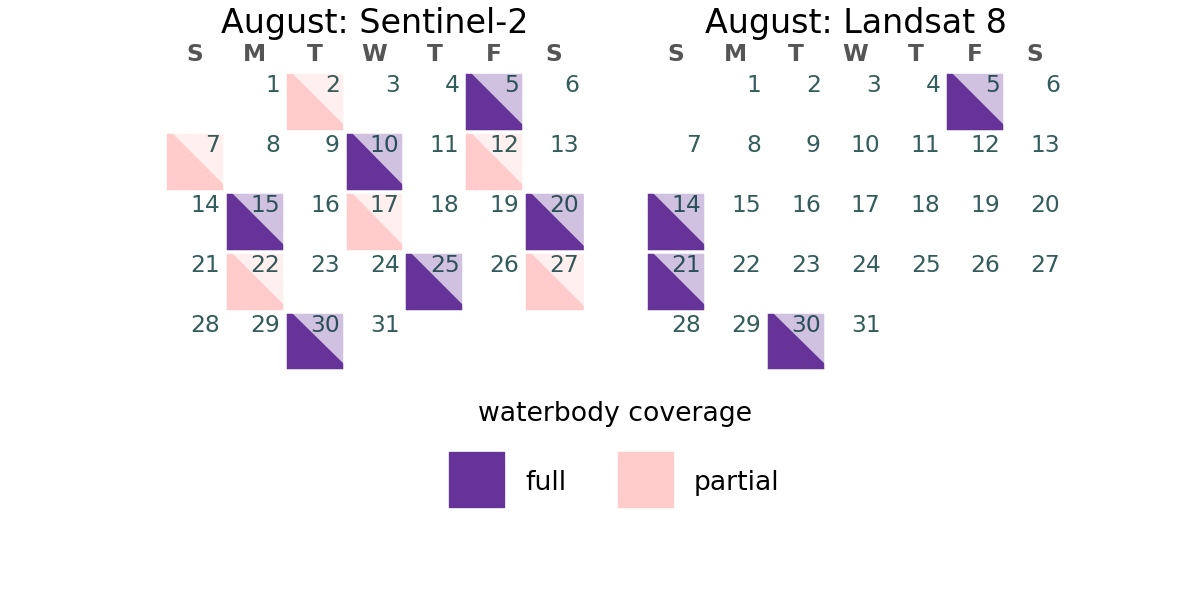 August: Sentinel-2
S M T W T F S
1 2 3 4 5 6
7 8 9 10 11 12 13
14 15 16 17 18 19 20
21 22 23 24 25 26 27
28 29 30 31
August: Landsat 8
S M T W T F S
1 2 3 4 5 6
7 8 9 10 11 12 13
14 15 16 17 18 19 20
21 22 23 24 25 26 27
28 29 30 31
waterbody coverage
full partial